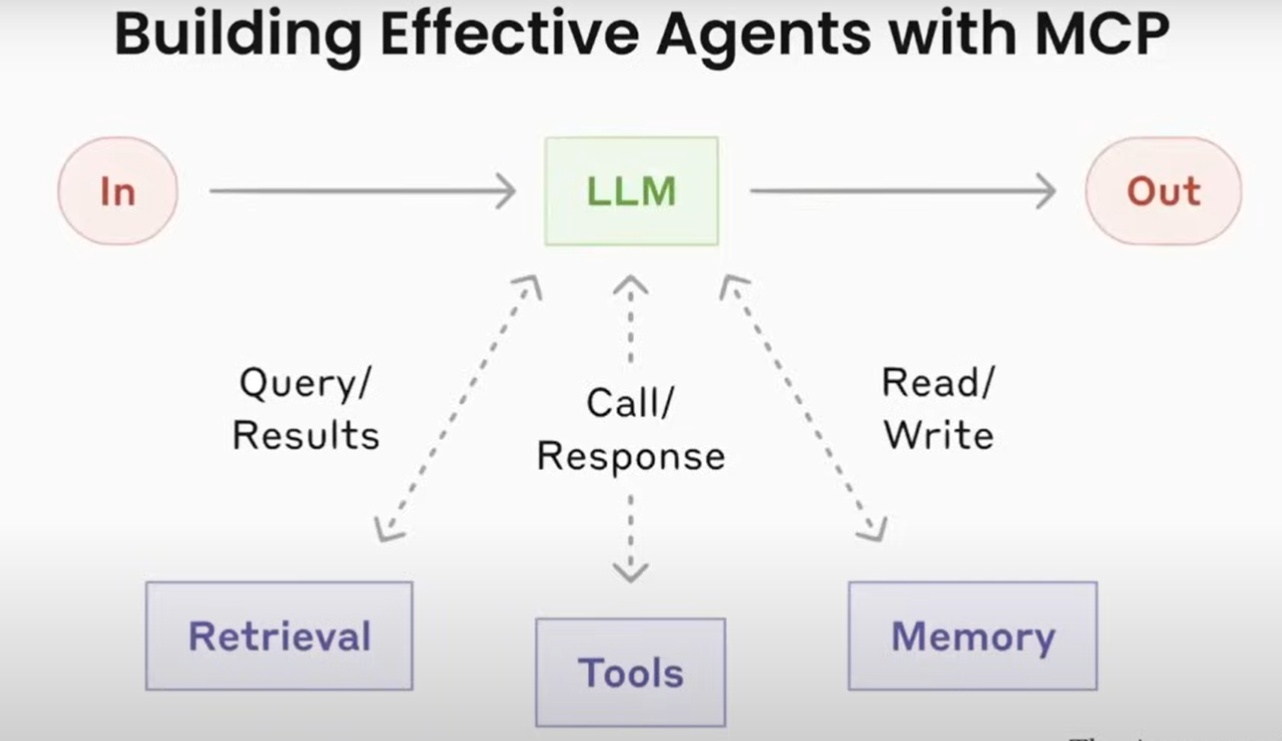 Building Effective Agents with MCP
In
LLM
Out
Query/
Results
Call/
Response
Read/
Write
Retrieval
Tools
Memory